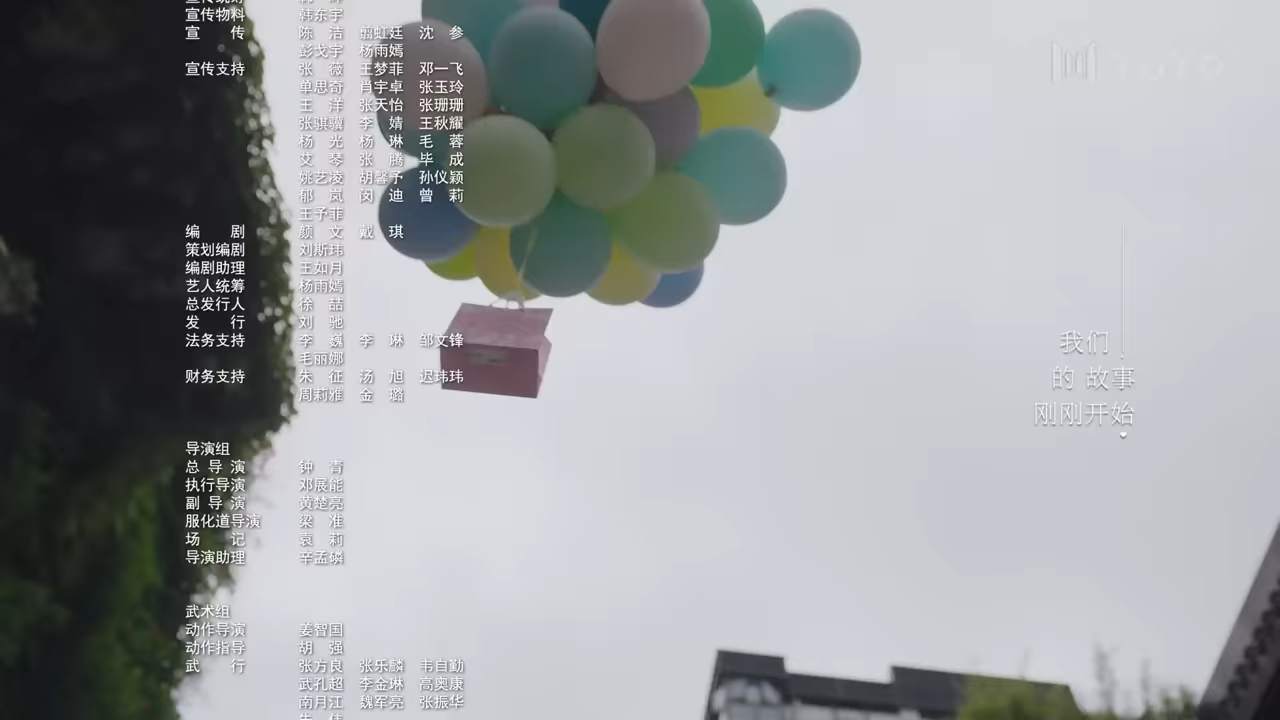 宣传物料 韩东宇
宣 传 陈 洁 翦虹廷 沈 参
彭戈宇 杨雨嫣
宣传支持 张 薇 王梦菲 邓一飞
单思奇 肖宇卓 张玉玲
王 洋 张天怡 张珊珊
张骐骥 李 婧 王秋耀
杨 光 杨 琳 毛 蓉
艾 琴 张 腾 毕 成
姚艺凌 胡馨予 孙仪颖
郁 岚 闵 迪 曾 莉
王予菲
编 剧 颜 文 戴 琪
策划编剧 刘斯玮
编剧助理 王如月
艺人统筹 杨雨嫣
总发行人 徐 喆
发 行 刘 驰
法务支持 李 巍 李 琳 邹文锋
毛丽娜
财务支持 朱 征 汤 旭 迟玮玮
周莉雅 金 璐
导演组
总 导 演 钟 青
执行导演 邓展能
副 导 演 黄楚亮
服化道导演 梁 准
场 记 袁 莉
导演助理 辛孟磷
武术组
动作导演 姜智国
动作指导 胡 强
武 行 张方良 张乐麟 韦自勤
武孔超 李金琳 高奥康
南月江 魏军亮 张振华
我们
的 故事
刚刚开始